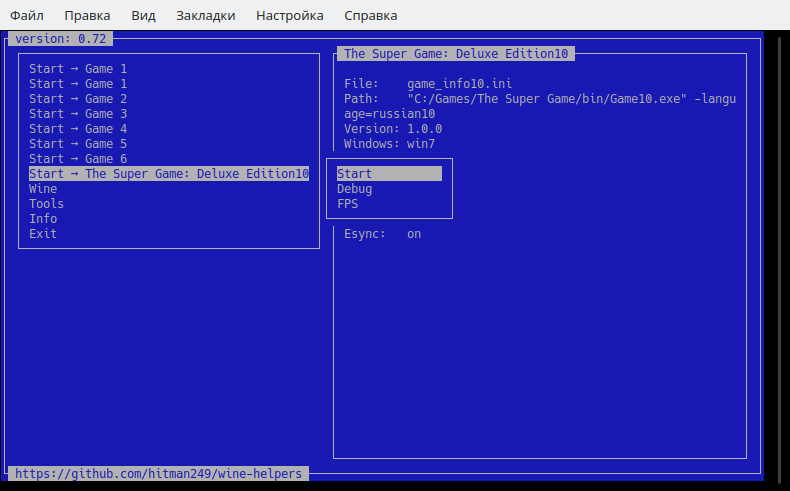 Файл Правка Вид Закладки Настройка Справка
version: 0.72
Start → Game 1
Start → Game 1
Start → Game 2
Start → Game 3
Start → Game 4
Start → Game 5
Start → Game 6
Start → The Super Game: Deluxe Edition10
Wine
Tools
Info
Exit
The Super Game: Deluxe Edition10
File: game_info10.ini
Path: "C:/Games/The Super Game/bin/Game10.exe" -langu
age=russian10
Version: 1.0.0
Windows: win7
Start
Debug
FPS
Esync: on
https://github.com/hitman249/wine-helpers